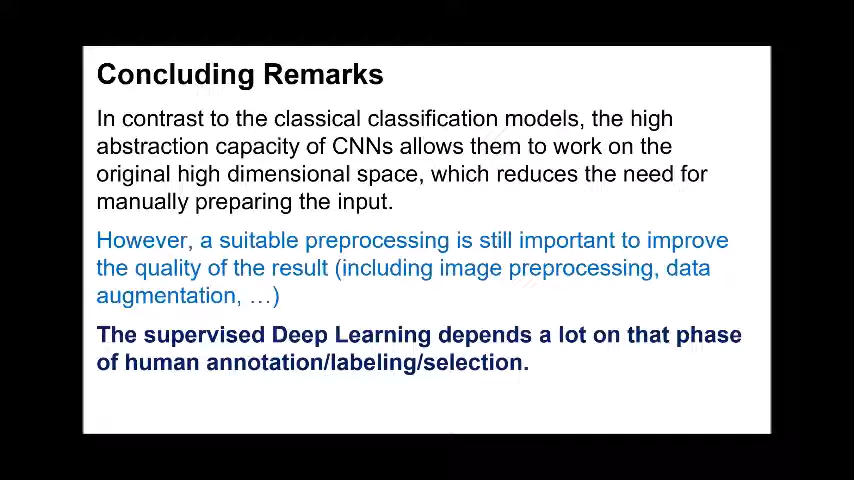 Concluding Remarks
In contrast to the classical classification models, the high
abstraction capacity of CNNs allows them to work on the
original high dimensional space, which reduces the need for
manually preparing the input.
However, a suitable preprocessing is still important to improve
the quality of the result (including image preprocessing, data
augmentation, …)
The supervised Deep Learning depends a lot on that phase
of human annotation/labeling/selection.